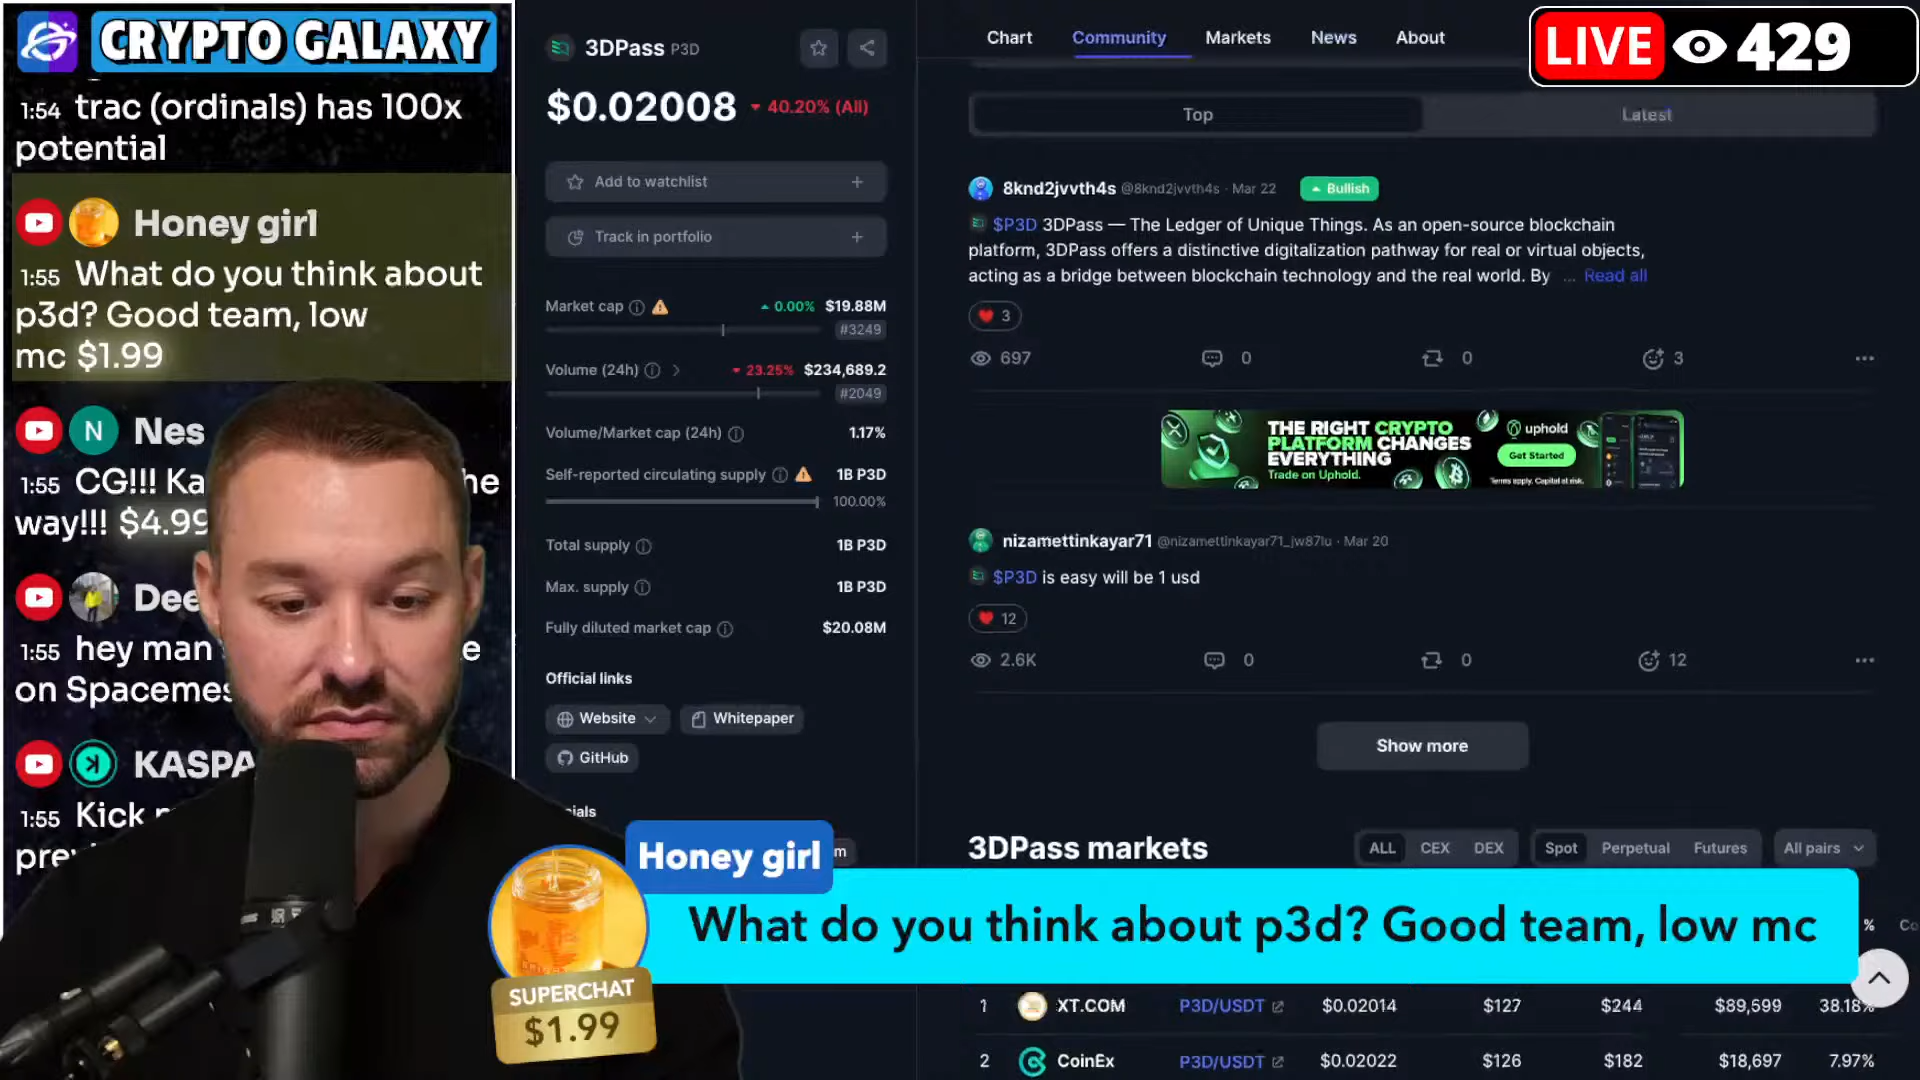 CRYPTO GALAXY
1:54 trac (ordinals) has 100x
potential
Honey girl
1:55 What do you think about
p3d? Good team, low
mc $1.99
N Nes
1:55 CG!!! he
way!!! $4.99
Dee
1:55 hey man e
on Spacemes
KASPA
1:55 Kick
3DPass P3D
$0.02008 40.20% (All)
Add to watchlist +
Track in portfolio +
Market cap 0.00% $19.88M
#3249
Volume (24h) 23.25% $234,689.2
#2049
Volume/Market cap (24h) 1.17%
Self-reported circulating supply 1B P3D
100.00%
Total supply 1B P3D
Max. supply 1B P3D
Fully diluted market cap $20.08M
Official links
Website Whitepaper
GitHub
Chart Community Markets News About
LIVE 429
Top Latest
8knd2jvvth4s @8knd2jvvth4s · Mar 22 Bullish
$P3D 3DPass — The Ledger of Unique Things. As an open-source blockchain
platform, 3DPass offers a distinctive digitalization pathway for real or virtual objects,
acting as a bridge between blockchain technology and the real world. By ... Read all
3
697 0 0 3
THE RIGHT CRYPTO
PLATFORM CHANGES
EVERYTHING
Trade on Uphold.
uphold
Get Started
Terms apply. Capital at risk.
nizamettinkayar71 @nizamettinkayar71_jw87lu · Mar 20
$P3D is easy will be 1 usd
12
2.6K 0 0 12
Show more
3DPass markets ALL CEX DEX Spot Perpetual Futures All pairs
Honey girl
What do you think about p3d? Good team, low mc
SUPERCHAT
$1.99
%
1 XT.COM P3D/USDT $0.02014 $127 $244 $89,599 38.18%
2 CoinEx P3D/USDT $0.02022 $126 $182 $18,697 7.97%